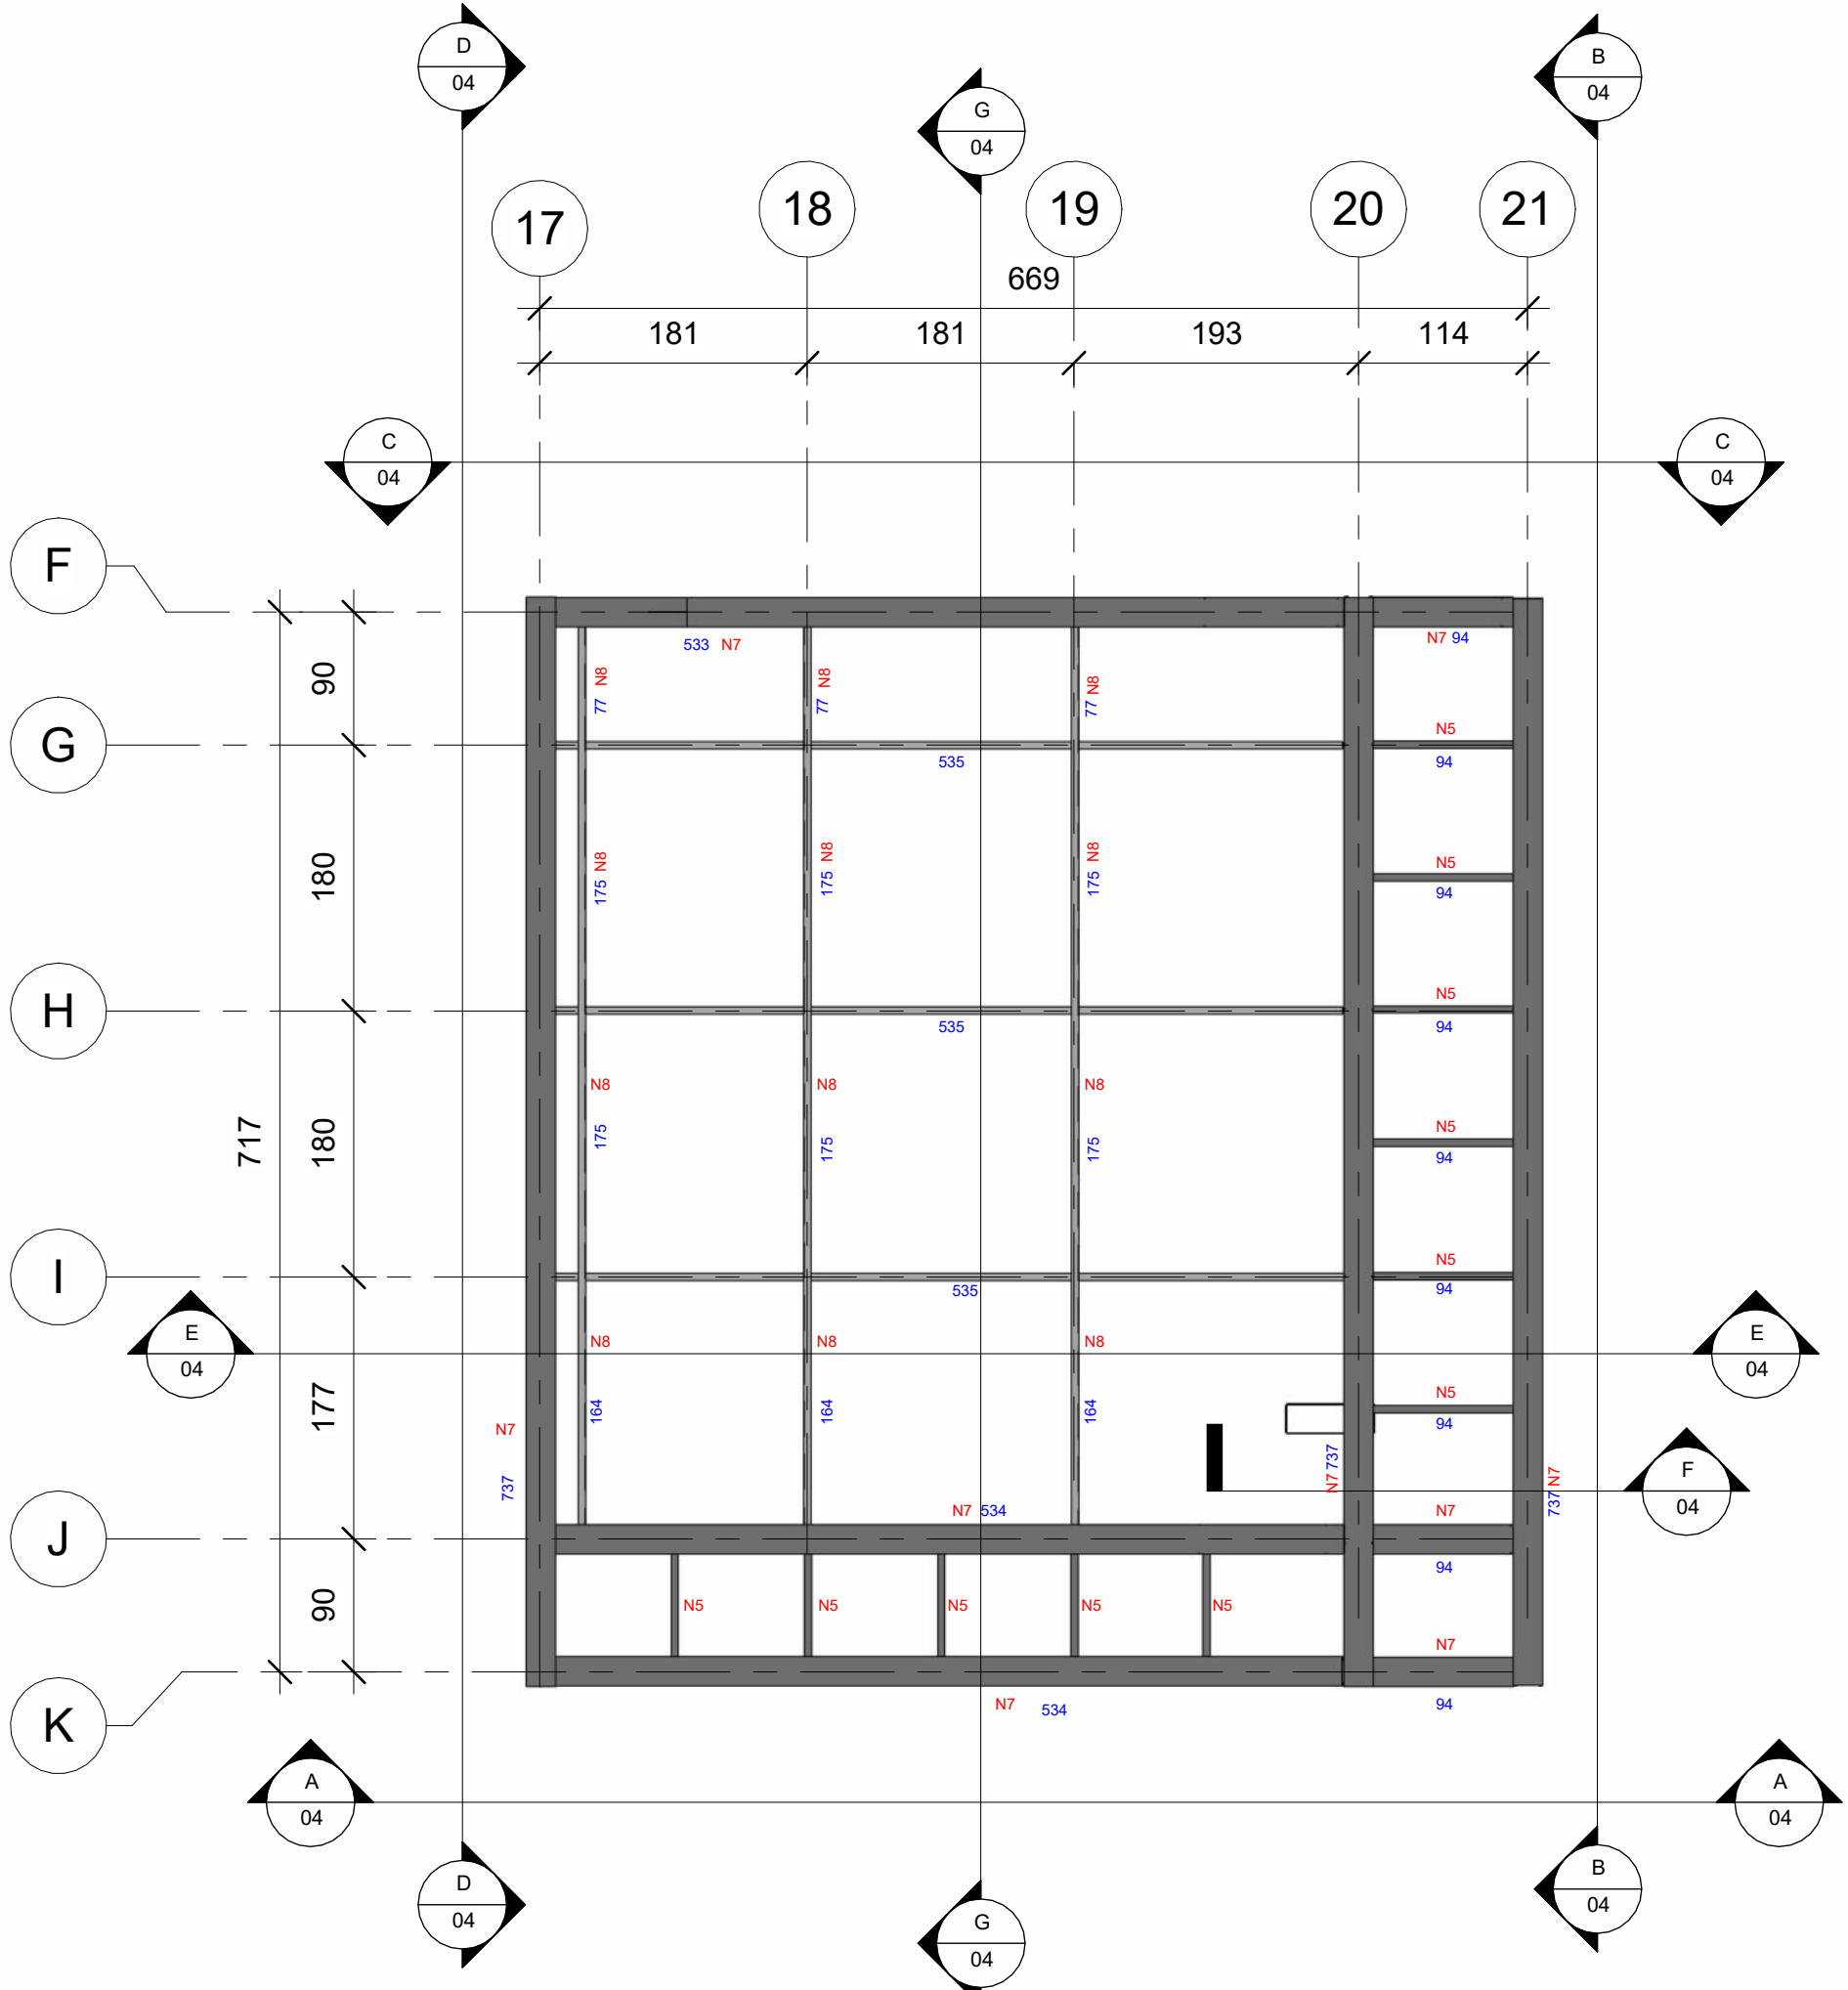 D
04
B
04
G
04
17
18
19
20
21
669
181
181
193
114
C
04
C
04
F
533 N7
N7 94
90
77 N8
77 N8
77 N8
N5
G
535
94
180
175 N8
175 N8
175 N8
N5
94
N5
H
535
94
717
180
N8
N8
N8
175
175
175
N5
94
N5
I
535
94
E
04
E
04
N8
N8
N8
177
164
164
164
N5
94
N7
737
N7 737
737 N7
F
04
N7 534
N7
J
94
90
N5
N5
N5
N5
N5
N7
K
N7 534
94
A
04
A
04
D
04
B
04
G
04